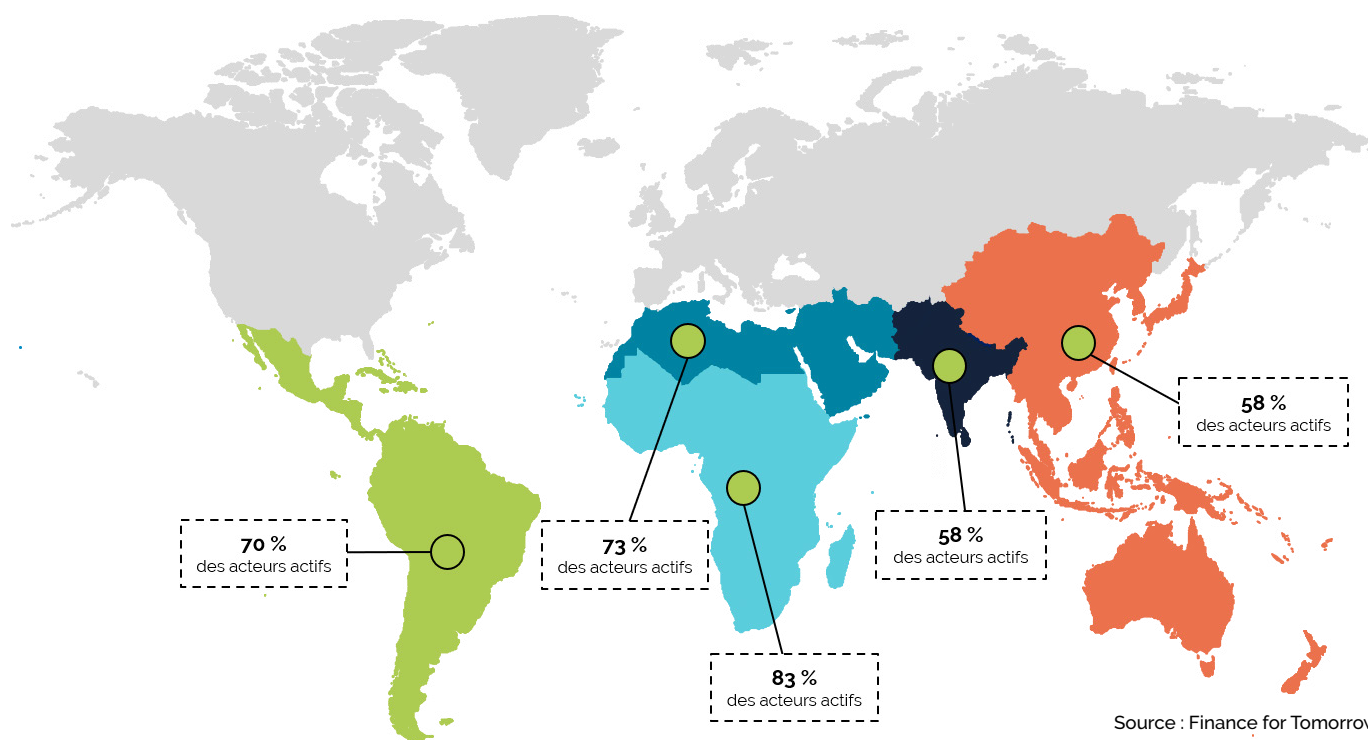 58 %
des acteurs actifs
70 %
des acteurs actifs
73 %
des acteurs actifs
58 %
des acteurs actifs
83 %
des acteurs actifs
Source : Finance for